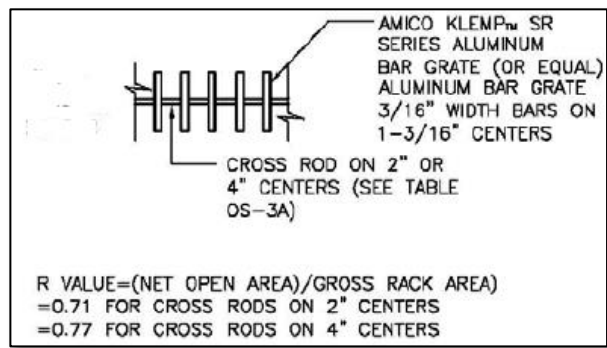 AMICO KLEMP™ SR
SERIES ALUMINUM
BAR GRATE (OR EQUAL)
ALUMINUM BAR GRATE
3/16" WIDTH BARS ON
1-3/16" CENTERS
CROSS ROD ON 2" OR
4" CENTERS (SEE TABLE
OS-3A)
R VALUE=(NET OPEN AREA)/GROSS RACK AREA)
=0.71 FOR CROSS RODS ON 2" CENTERS
=0.77 FOR CROSS RODS ON 4" CENTERS